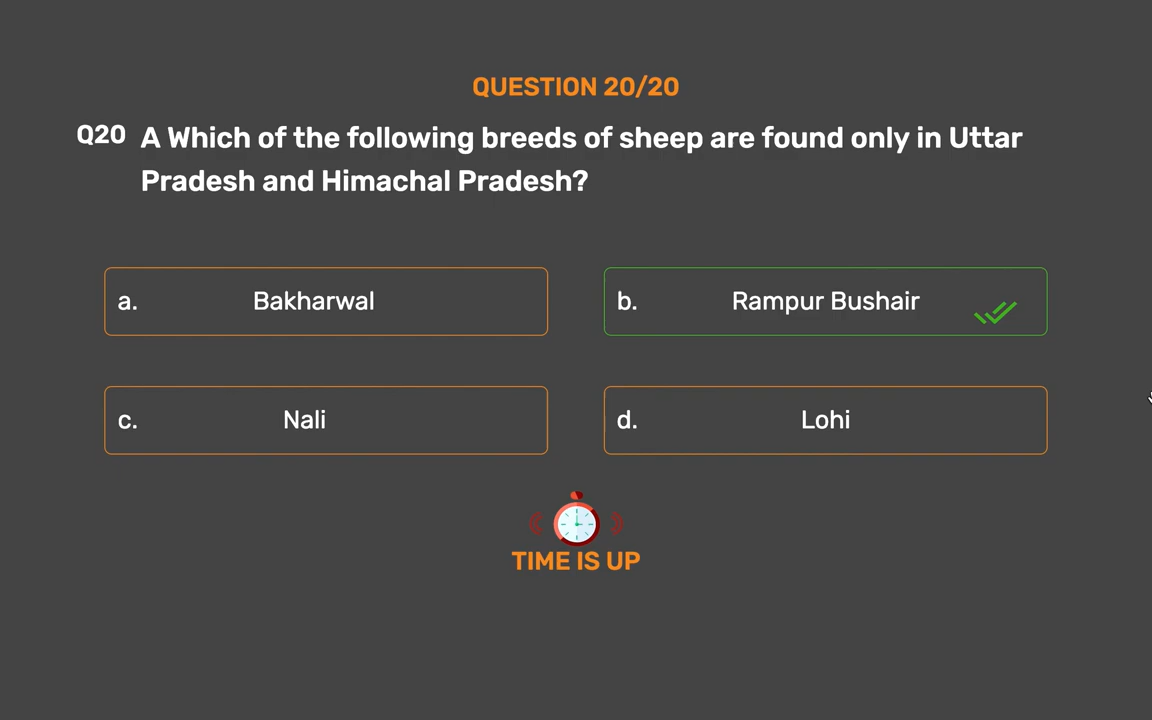 QUESTION 20/20
Q20 A Which of the following breeds of sheep are found only in Uttar
Pradesh and Himachal Pradesh?
a. Bakharwal
b. Rampur Bushair
c. Nali
d. Lohi
TIME IS UP